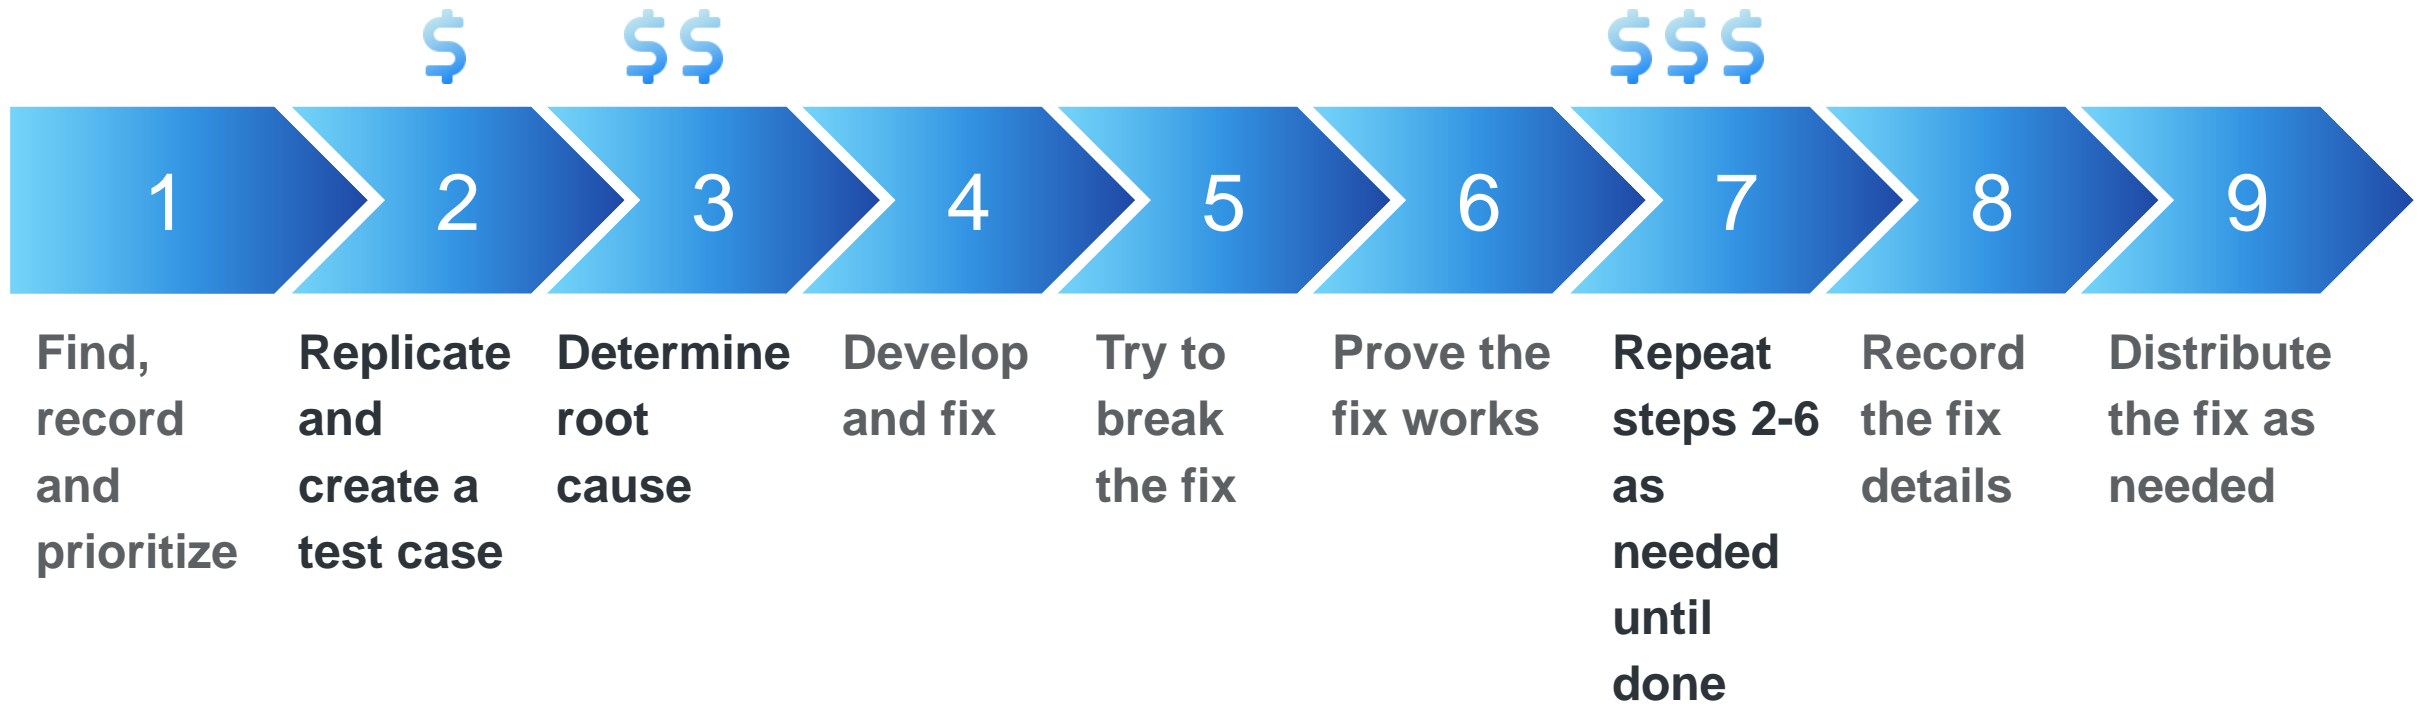 $
$$
$$$
1
2
3
4
5
6
7
8
9
Find,
record
and
prioritize
Replicate
and
create a
test case
Determine
root
cause
Develop
and fix
Try to
break
the fix
Prove the
fix works
Repeat
steps 2-6
as
needed
until
done
Record
the fix
details
Distribute
the fix as
needed